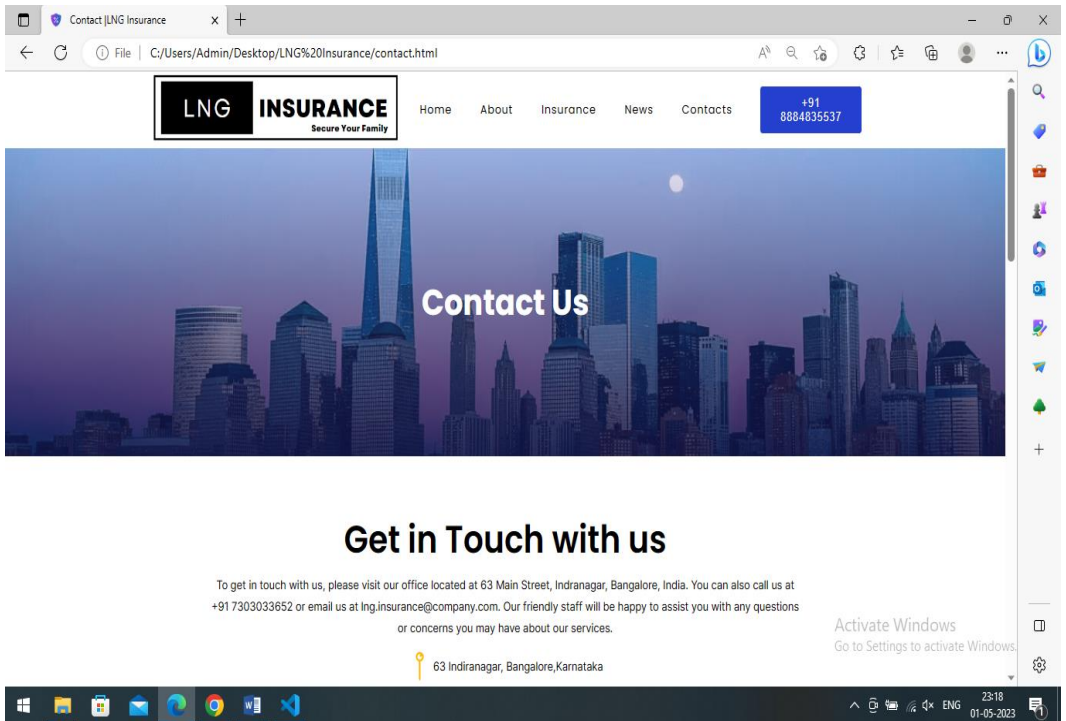 Contact |LNG Insurance
File
C:/Users/Admin/Desktop/LNG%20Insurance/contact.html
LNG INSURANCE
Secure Your Family
Home
About
Insurance
News
Contacts
+91
8884835537
Contact Us
Get in Touch with us
To get in touch with us, please visit our office located at 63 Main Street, Indranagar, Bangalore, India. You can also call us at
+91 7303033652 or email us at lng.insurance@company.com. Our friendly staff will be happy to assist you with any questions
or concerns you may have about our services.
63 Indiranagar, Bangalore,Karnataka
Activate Windows
Go to Settings to activate Windows.
ENG
23:18
01-05-2023